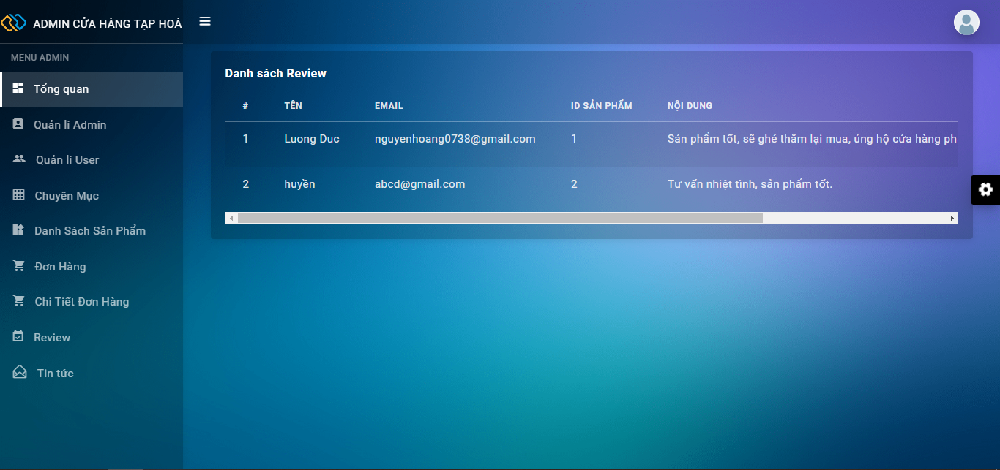 ADMIN CỬA HÀNG TẠP HOÁ
MENU ADMIN
Tổng quan
Quản lí Admin
Quản lí User
Chuyên Mục
Danh Sách Sản Phẩm
Đơn Hàng
Chi Tiết Đơn Hàng
Review
Tin tức
Danh sách Review
# TÊN EMAIL ID SẢN PHẨM NỘI DUNG
1 Luong Duc nguyenhoang0738@gmail.com 1 Sản phẩm tốt, sẽ ghé thăm lại mua, ủng hộ cửa hàng
2 huyền abcd@gmail.com 2 Tư vấn nhiệt tình, sản phẩm tốt.